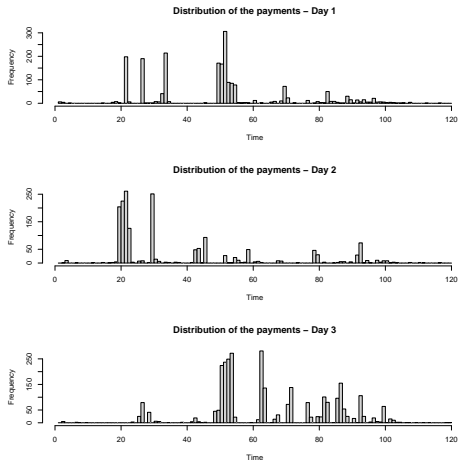 Distribution of the payments – Day 1
Frequency
0 100 200 300
0 20 40 60 80 100 120
Time
Distribution of the payments – Day 2
Frequency
0 50 150 250
0 20 40 60 80 100 120
Time
Distribution of the payments – Day 3
Frequency
0 50 150 250
0 20 40 60 80 100 120
Time